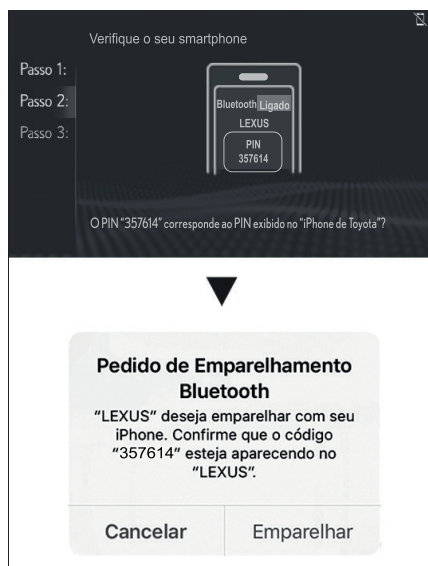 Verifique o seu smartphone
Passo 1:
Passo 2:
Passo 3:
Bluetooth Ligado
LEXUS
PIN
357614
O PIN "357614" corresponde ao PIN exibido no "iPhone de Toyota"?
Pedido de Emparelhamento
Bluetooth
"LEXUS" deseja emparelhar com seu
iPhone. Confirme que o código
"357614" esteja aparecendo no
"LEXUS".
Cancelar
Emparelhar